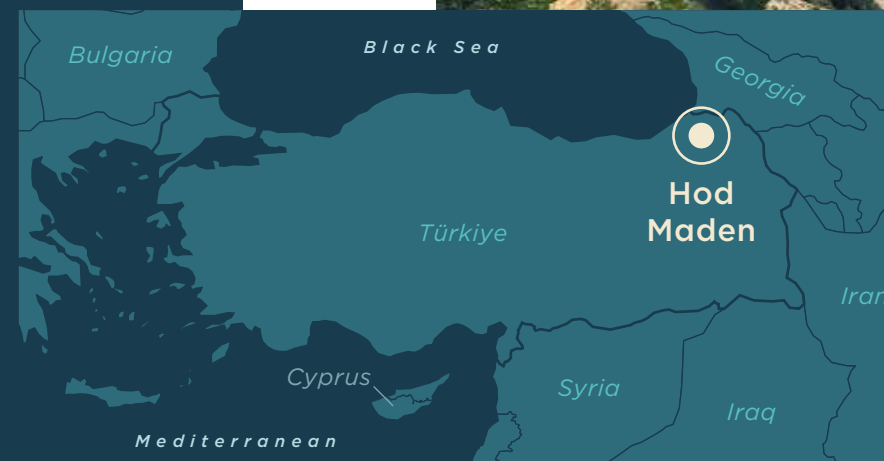 Black Sea
Bulgaria
Georgia
Hod
Maden
Türkiye
Cyprus
Syria
Iraq
Mediterranean